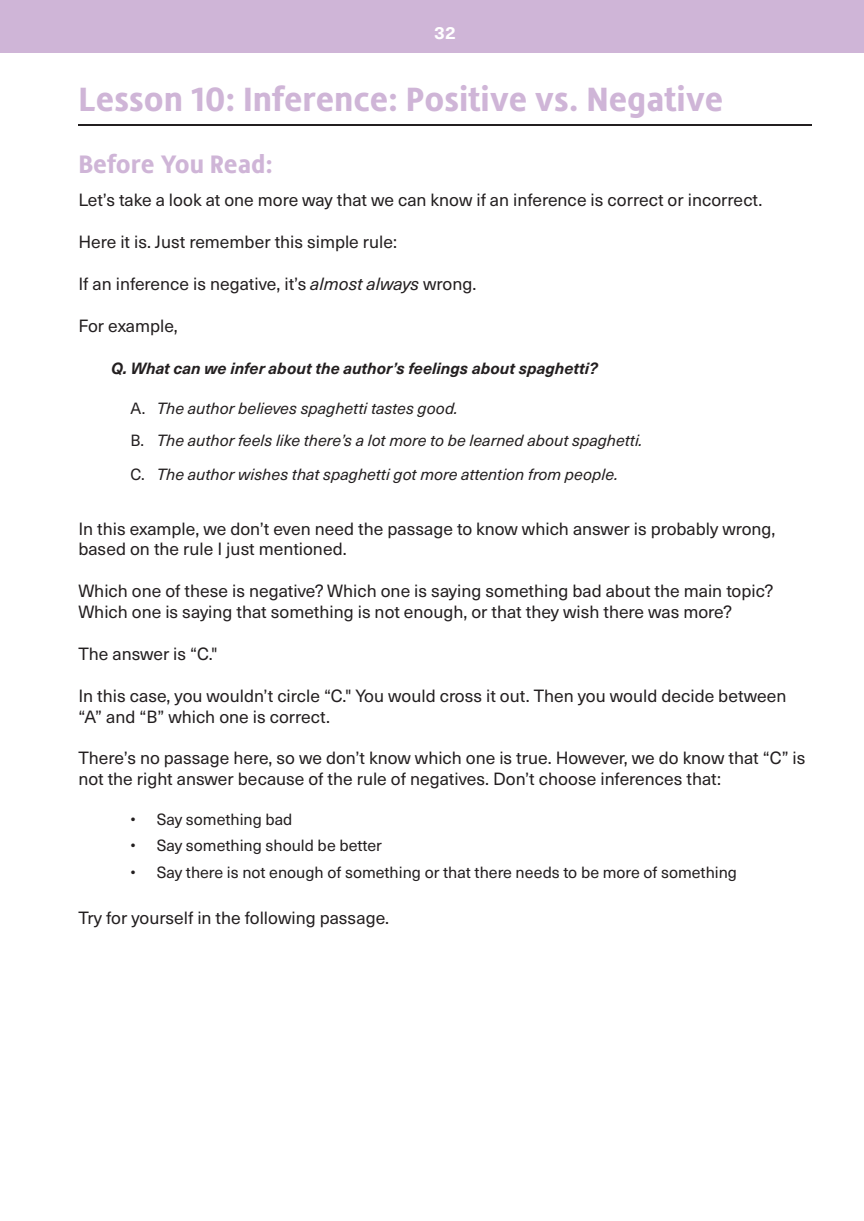 32
Lesson 10: Inference: Positive vs. Negative
Before You Read:
Let’s take a look at one more way that we can know if an inference is correct or incorrect.
Here it is. Just remember this simple rule:
If an inference is negative, it’s almost always wrong.
For example,
Q. What can we infer about the author’s feelings about spaghetti?
A. The author believes spaghetti tastes good.
B. The author feels like there’s a lot more to be learned about spaghetti.
C. The author wishes that spaghetti got more attention from people.
In this example, we don’t even need the passage to know which answer is probably wrong,
based on the rule I just mentioned.
Which one of these is negative? Which one is saying something bad about the main topic?
Which one is saying that something is not enough, or that they wish there was more?
The answer is “C."
In this case, you wouldn’t circle “C." You would cross it out. Then you would decide between
“A” and “B” which one is correct.
There’s no passage here, so we don’t know which one is true. However, we do know that “C” is
not the right answer because of the rule of negatives. Don’t choose inferences that:
• Say something bad
• Say something should be better
• Say there is not enough of something or that there needs to be more of something
Try for yourself in the following passage.